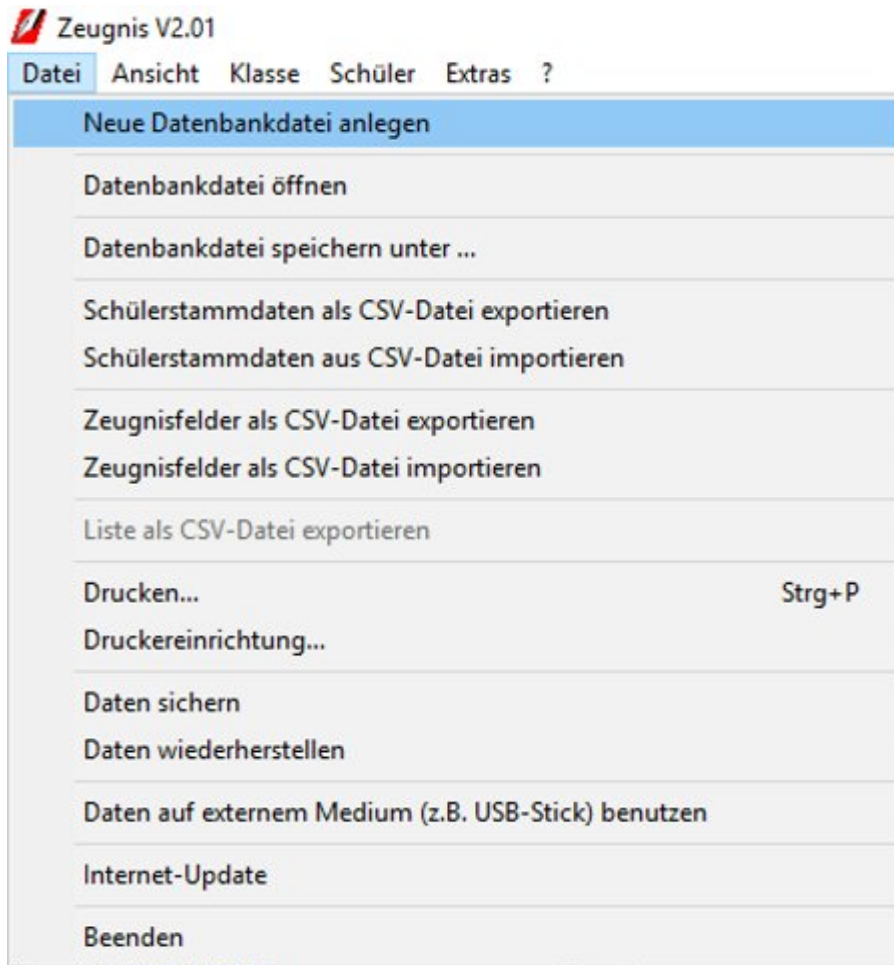 Zeugnis V2.01
Datei Ansicht Klasse Schüler Extras ?
Neue Datenbankdatei anlegen
Datenbankdatei öffnen
Datenbankdatei speichern unter ...
Schülerstammdaten als CSV-Datei exportieren
Schülerstammdaten aus CSV-Datei importieren
Zeugnisfelder als CSV-Datei exportieren
Zeugnisfelder als CSV-Datei importieren
Liste als CSV-Datei exportieren
Drucken... Strg+P
Druckereinrichtung...
Daten sichern
Daten wiederherstellen
Daten auf externem Medium (z.B. USB-Stick) benutzen
Internet-Update
Beenden